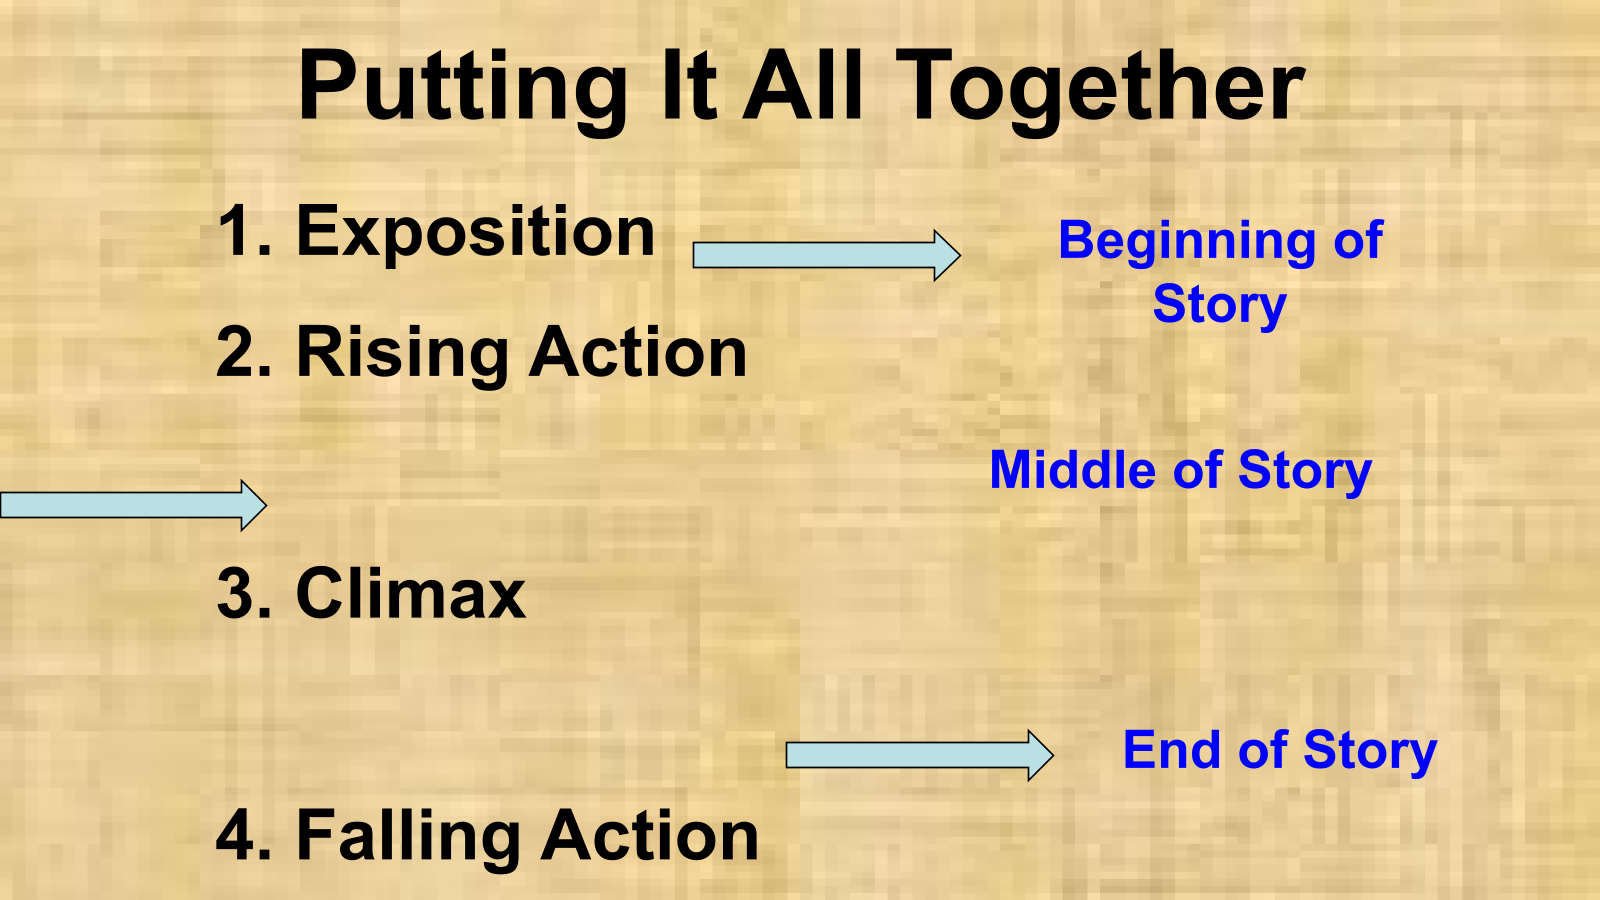 Putting It All Together
1. Exposition
Beginning of
Story
2. Rising Action
Middle of Story
3. Climax
End of Story
4. Falling Action